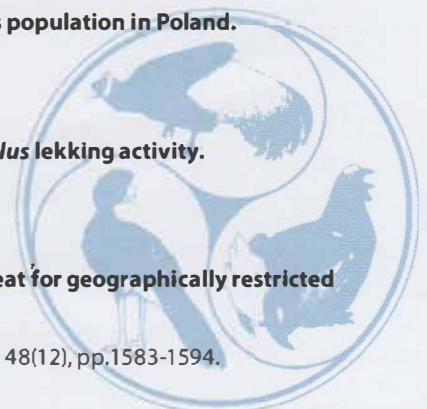 s population in Poland.
lus lekking activity.
eat for geographically restricted
48(12), pp.1583-1594.